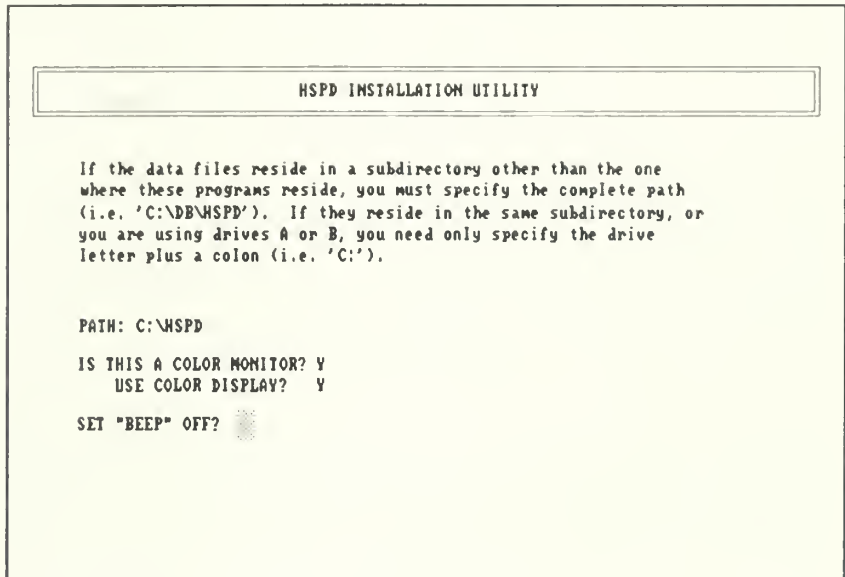 HSPD INSTALLATION UTILITY
If the data files reside in a subdirectory other than the one
where these programs reside, you must specify the complete path
(i.e. 'C:\DB\HSPD'). If they reside in the same subdirectory, or
you are using drives A or B, you need only specify the drive
letter plus a colon (i.e. 'C:').
PATH: C:\HSPD
IS THIS A COLOR MONITOR? Y
USE COLOR DISPLAY? Y
SET "BEEP" OFF?